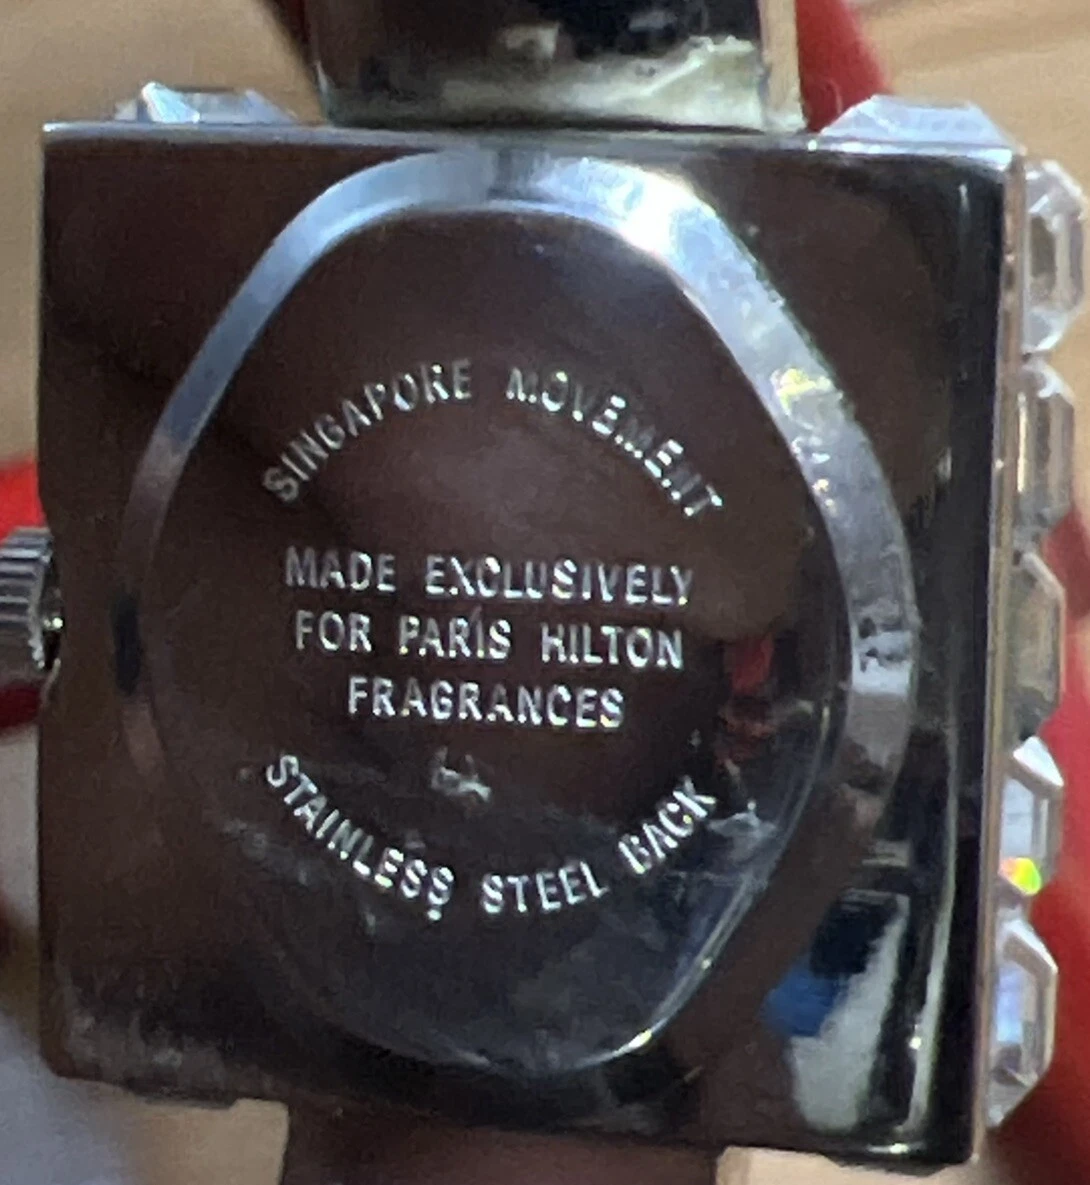 SINGAPORE MOVEMENT
MADE EXCLUSIVELY
FOR PARIS HILTON
FRAGRANCES
STAINLESS STEEL BACK